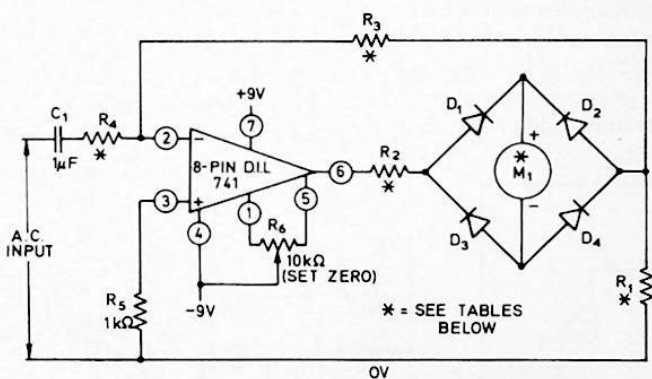 R3
*
+9V
D1
D2
C1
R4
7
1µF
*
2
−
8-PIN D.I.L
741
6
R2
*
+
*
M1
−
3
+
1
5
4
R6
10kΩ
(SET ZERO)
D3
D4
A.C.
INPUT
R5
1kΩ
−9V
* = SEE TABLES
BELOW
R1
*
0V